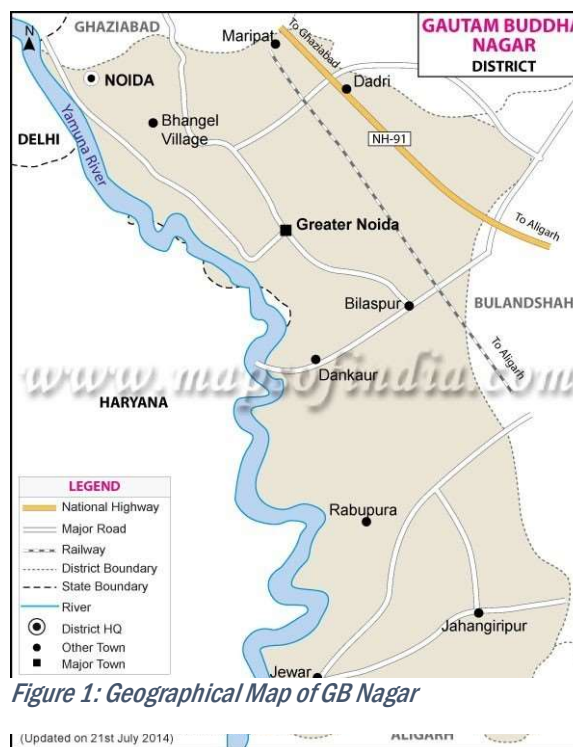 N
GHAZIABAD
Maripat
To Ghaziabad
GAUTAM BUDDHA
NAGAR
DISTRICT
NOIDA
Dadri
Bhangel
Village
DELHI
Yamuna River
NH-91
Greater Noida
To Aligarh
Bilaspur
BULANDSHAH
Dankaur
To Aligarh
www.mapsofindia.com
HARYANA
LEGEND
National Highway
Major Road
Railway
District Boundary
State Boundary
River
District HQ
Other Town
Major Town
Rabupura
Jahangiripur
Jewar
Figure 1: Geographical Map of GB Nagar
(Updated on 21st July 2014)
ALIGARH